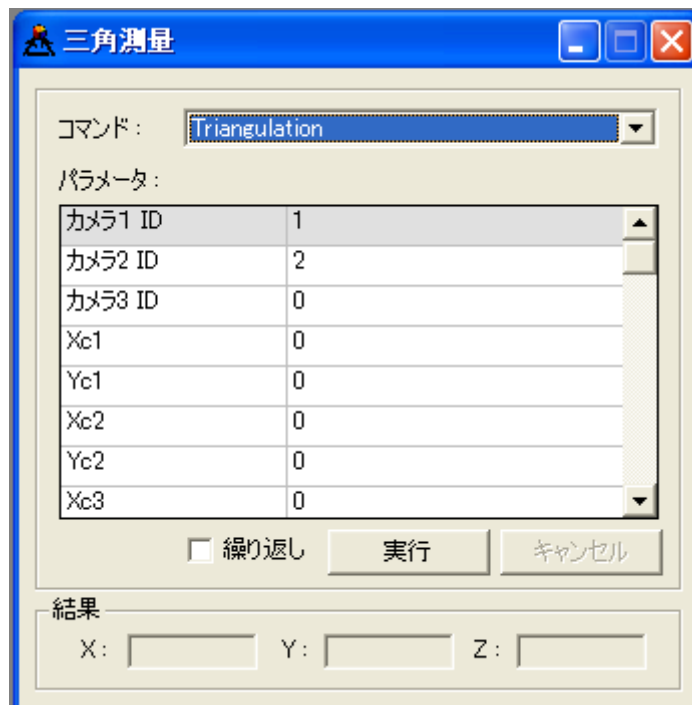 三角測量
コマンド： Triangulation
パラメータ：
カメラ1 ID 1
カメラ2 ID 2
カメラ3 ID 0
Xc1 0
Yc1 0
Xc2 0
Yc2 0
Xc3 0
繰り返し 実行 キャンセル
結果
X： Y： Z：